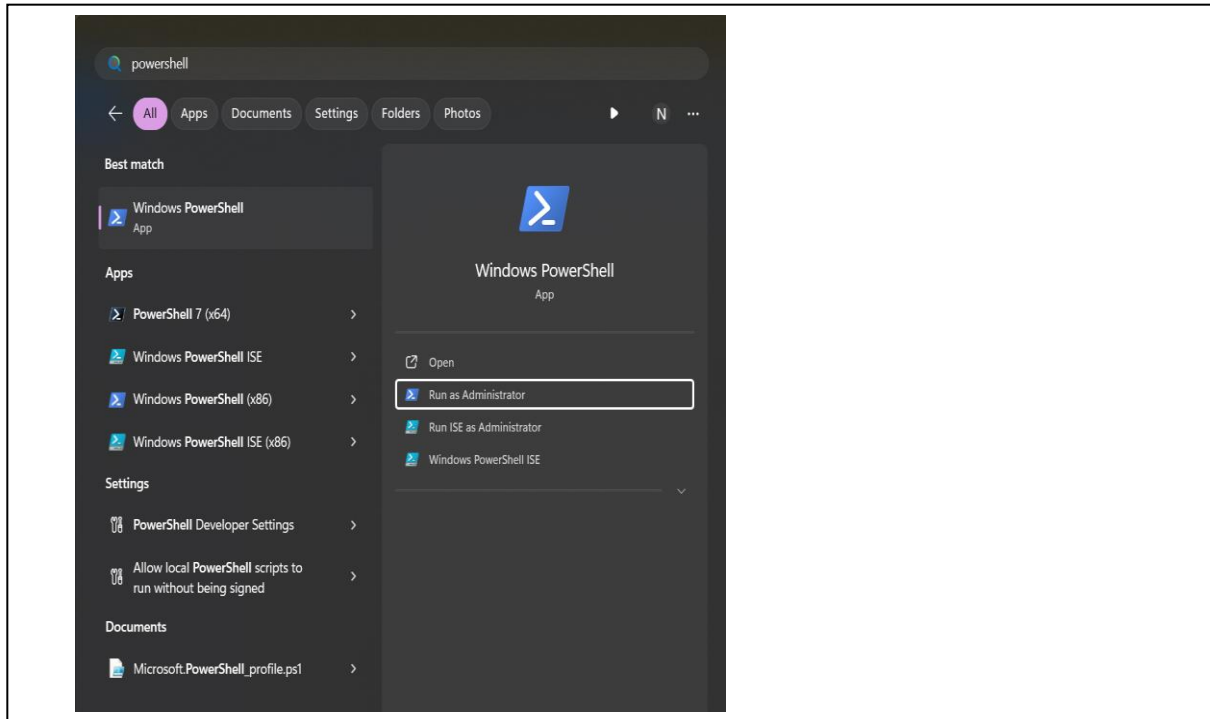 powershell
All Apps Documents Settings Folders Photos N ...
Best match
Windows PowerShell
App
Apps
PowerShell 7 (x64)
Windows PowerShell ISE
Windows PowerShell (x86)
Windows PowerShell ISE (x86)
Settings
PowerShell Developer Settings
Allow local PowerShell scripts to
run without being signed
Documents
Microsoft.PowerShell_profile.ps1
Windows PowerShell
App
Open
Run as Administrator
Run ISE as Administrator
Windows PowerShell ISE